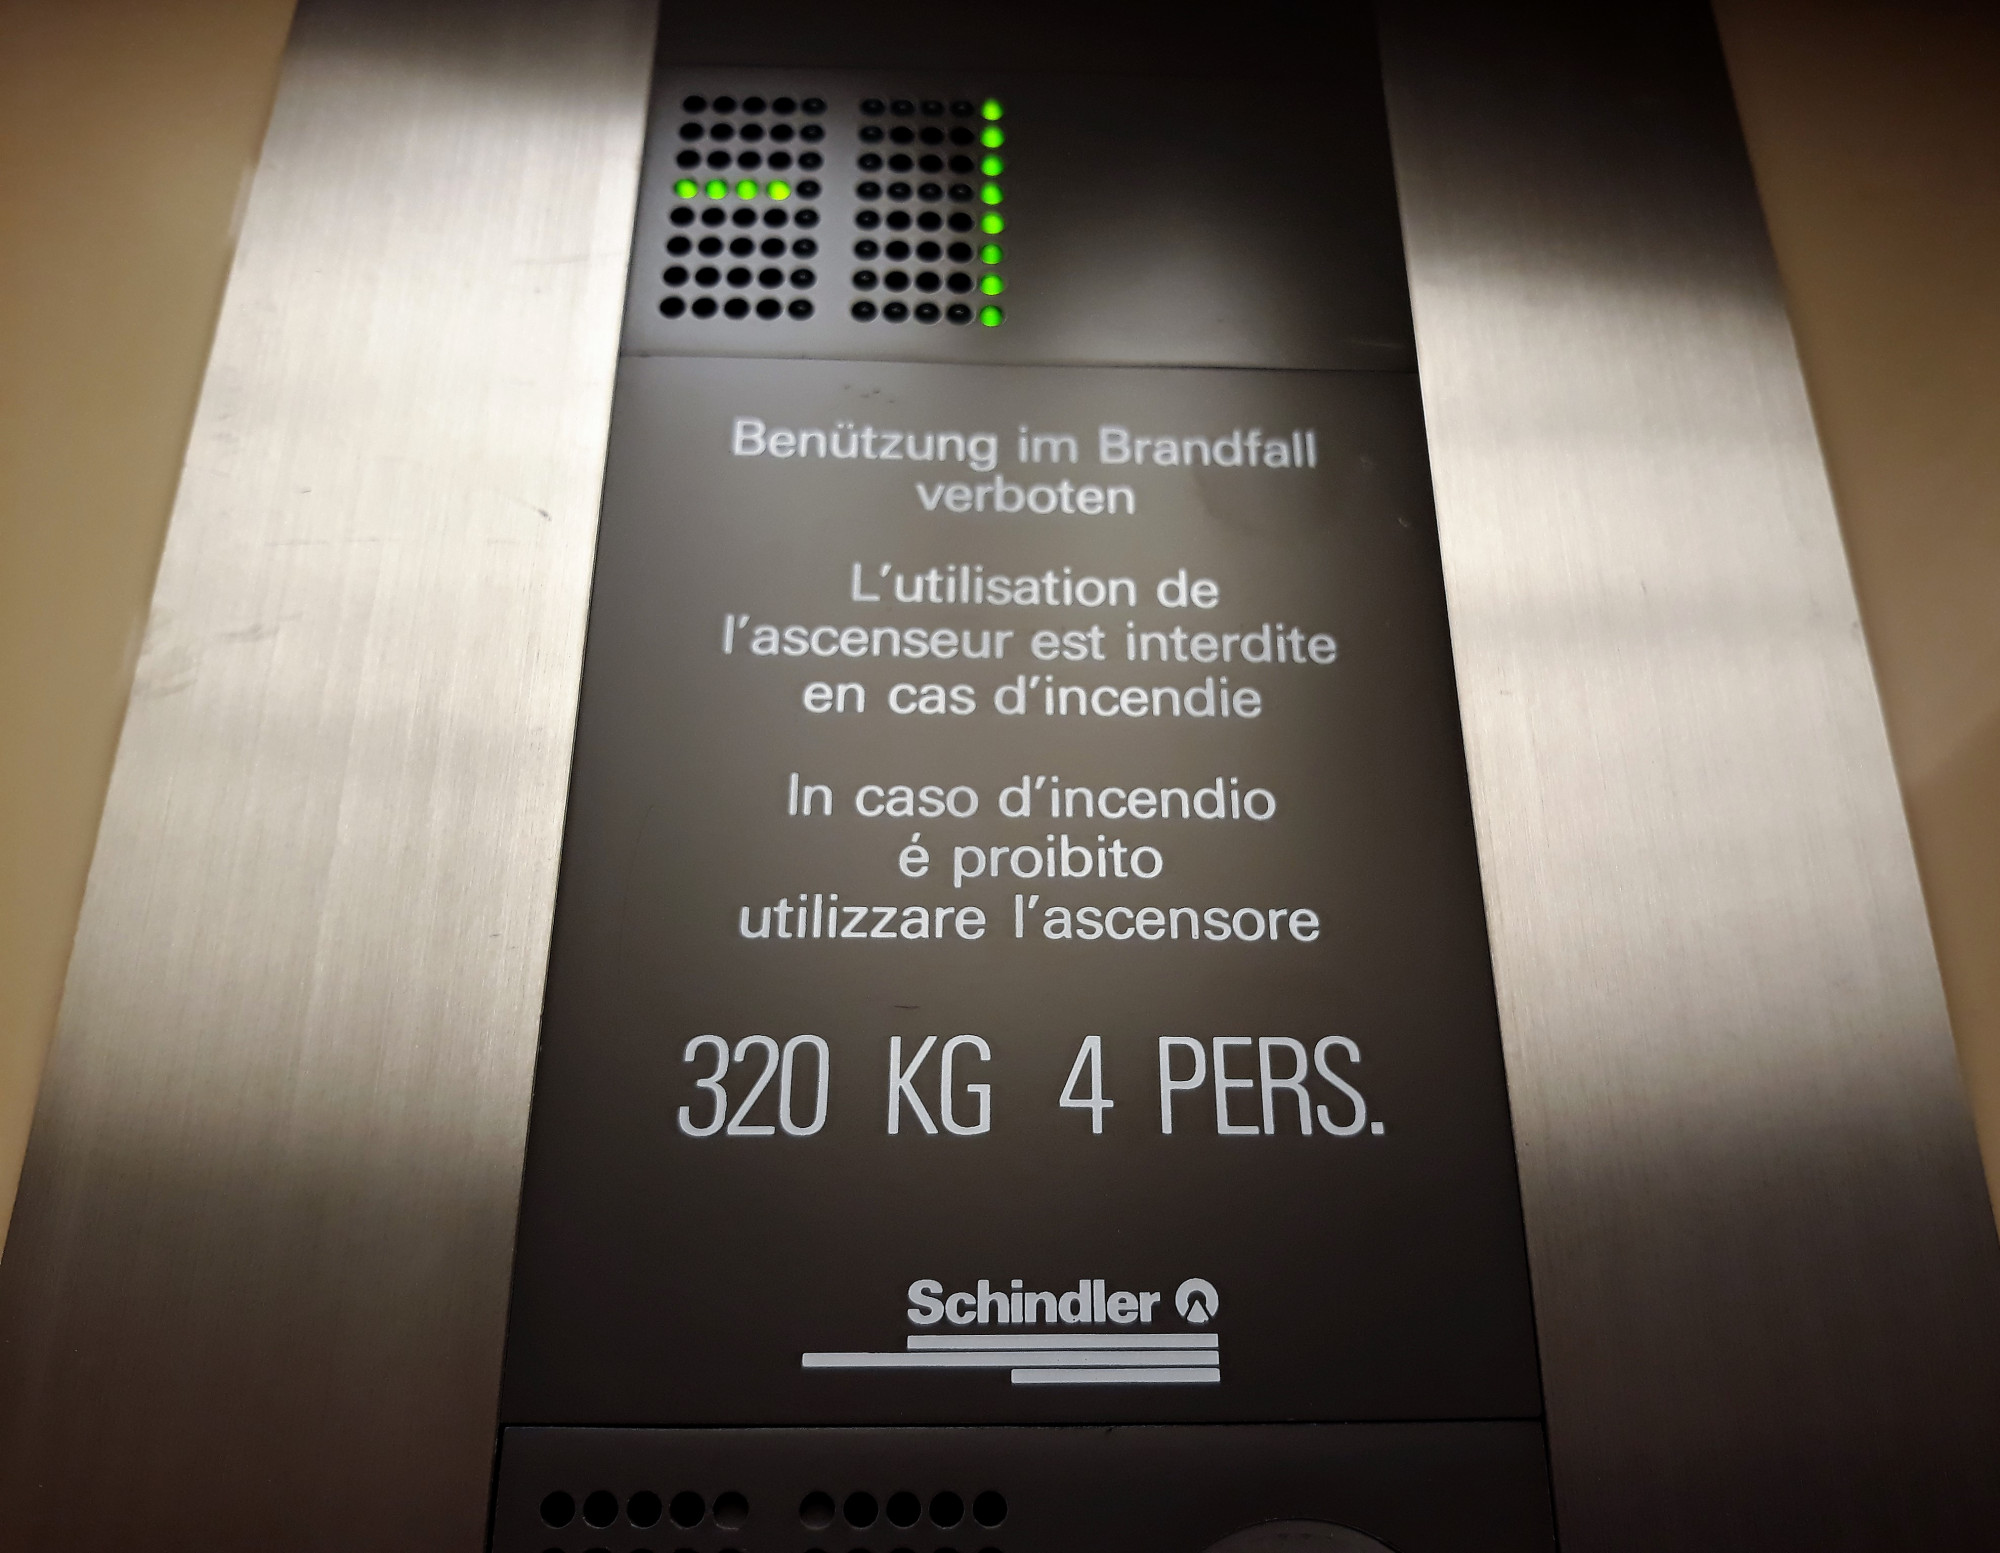 -1
Benützung im Brandfall
verboten
L'utilisation de
l'ascenseur est interdite
en cas d'incendie
In caso d'incendio
é proibito
utilizzare l'ascensore
320 KG 4 PERS.
Schindler